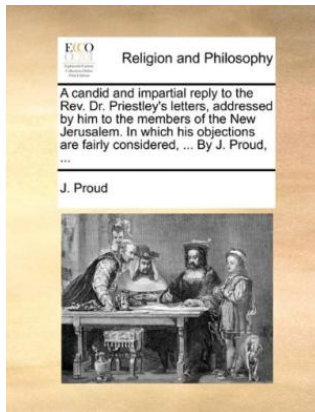 ECCO
Religion and Philosophy
A candid and impartial reply to the
Rev. Dr. Priestley's letters, addressed
by him to the members of the New
Jerusalem. In which his objections
are fairly considered, ... By J. Proud,
...
J. Proud